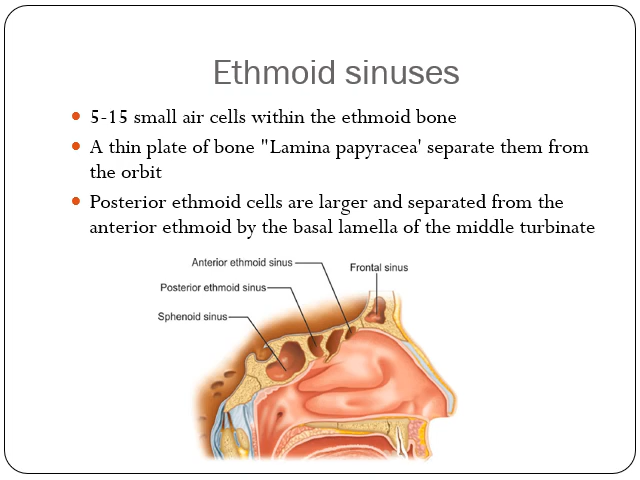 Ethmoid sinuses
5-15 small air cells within the ethmoid bone
A thin plate of bone "Lamina papyracea' separate them from
the orbit
Posterior ethmoid cells are larger and separated from the
anterior ethmoid by the basal lamella of the middle turbinate
Anterior ethmoid sinus
Frontal sinus
Posterior ethmoid sinus
Sphenoid sinus